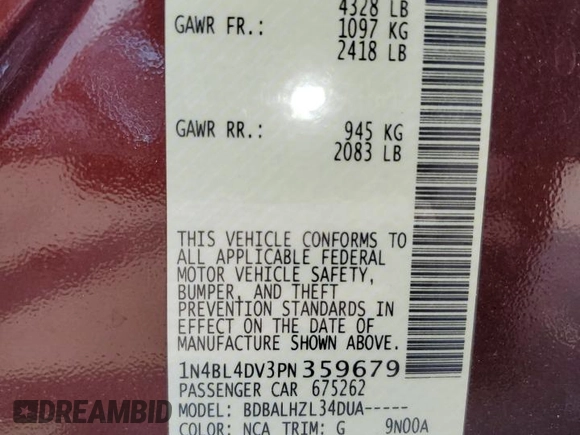 4328 LB
GAWR FR.: 1097 KG
2418 LB
GAWR RR.: 945 KG
2083 LB
THIS VEHICLE CONFORMS TO
ALL APPLICABLE FEDERAL
MOTOR VEHICLE SAFETY,
BUMPER, AND THEFT
PREVENTION STANDARDS IN
EFFECT ON THE DATE OF
MANUFACTURE SHOWN ABOVE.
1N4BL4DV3PN359679
PASSENGER CAR 675262
MODEL: BDBALHZL34DUA-----
COLOR: NCA TRIM: G 9N00A
DREAMBID